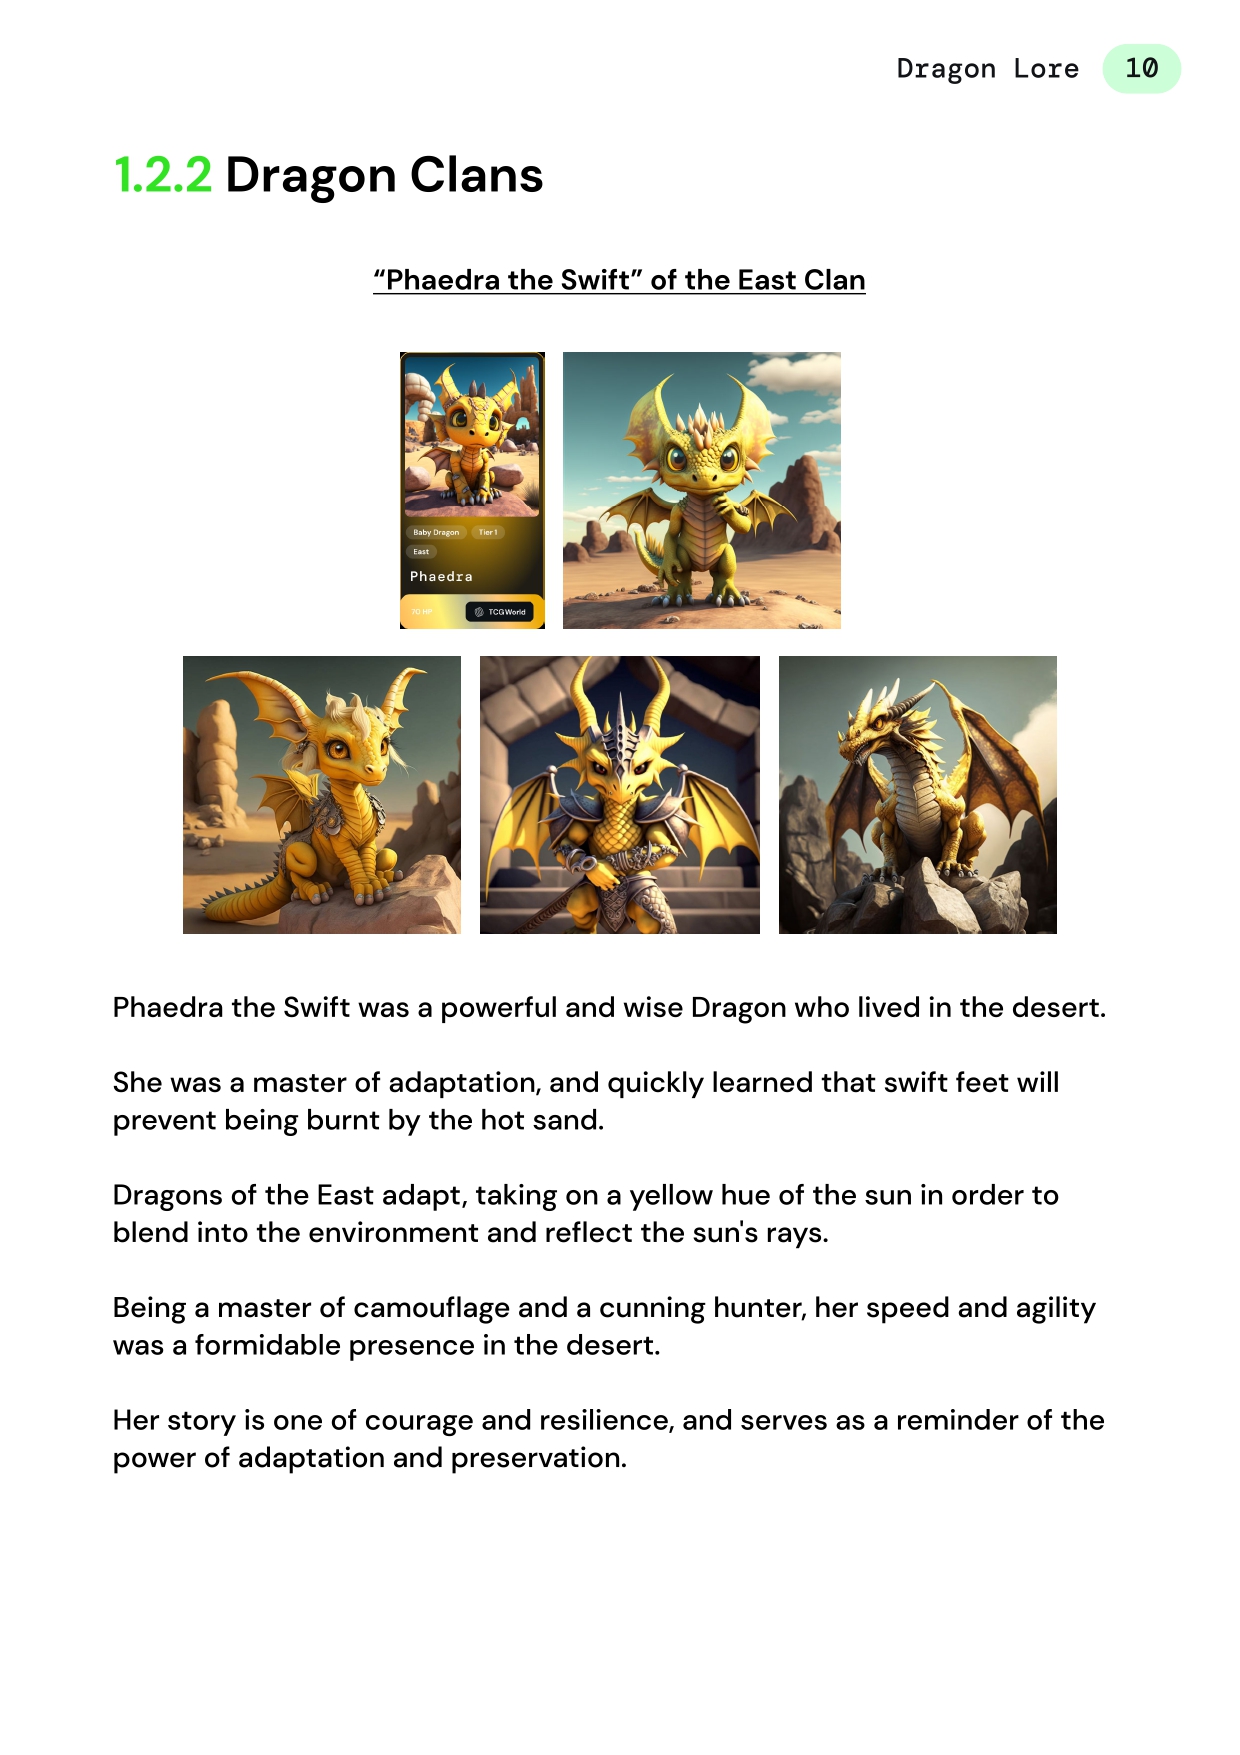 Dragon Lore 10
1.2.2 Dragon Clans
“Phaedra the Swift” of the East Clan
Baby Dragon Tier 1
East
Phaedra
70 HP TCGWorld
Phaedra the Swift was a powerful and wise Dragon who lived in the desert.
She was a master of adaptation, and quickly learned that swift feet will
prevent being burnt by the hot sand.
Dragons of the East adapt, taking on a yellow hue of the sun in order to
blend into the environment and reflect the sun's rays.
Being a master of camouflage and a cunning hunter, her speed and agility
was a formidable presence in the desert.
Her story is one of courage and resilience, and serves as a reminder of the
power of adaptation and preservation.